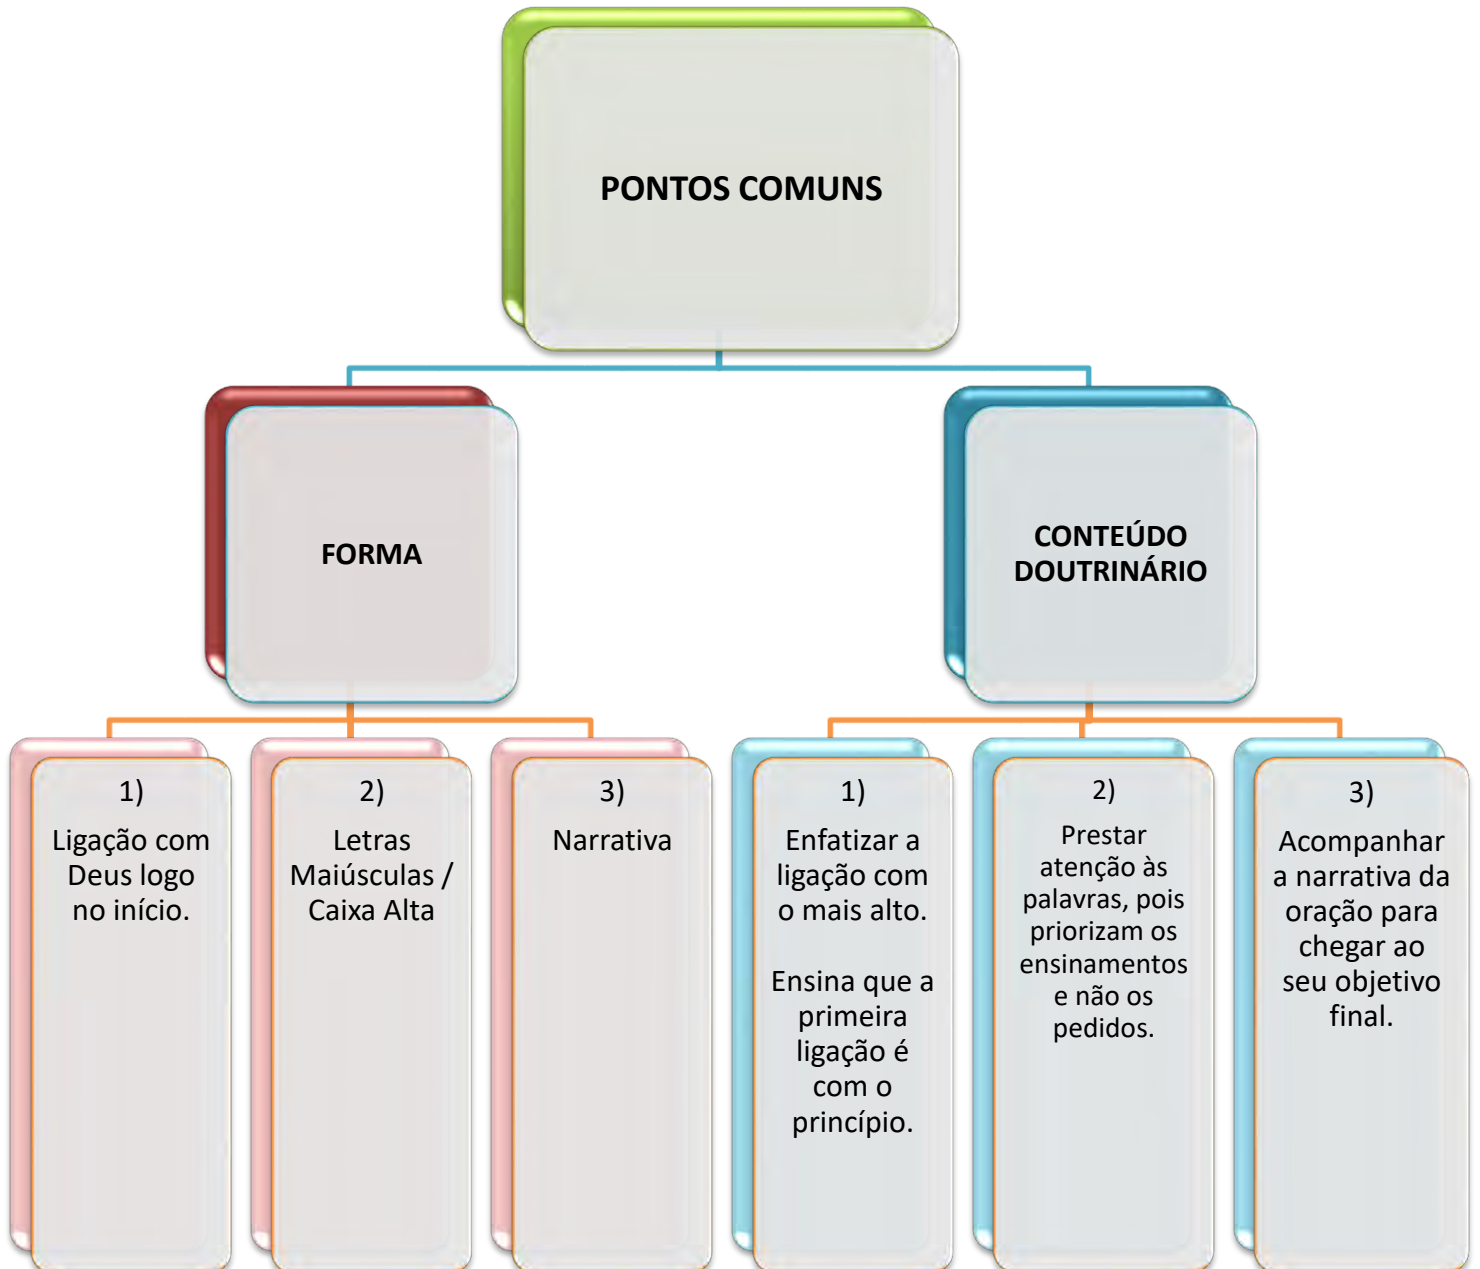 PONTOS COMUNS
FORMA
CONTEÚDO
DOUTRINÁRIO
1)
Ligação com
Deus logo
no início.
2)
Letras
Maiúsculas /
Caixa Alta
3)
Narrativa
1)
Enfatizar a
ligação com
o mais alto.
Ensina que a
primeira
ligação é
com o
princípio.
2)
Prestar
atenção às
palavras, pois
priorizam os
ensinamentos
e não os
pedidos.
3)
Acompanhar
a narrativa da
oração para
chegar ao
seu objetivo
final.